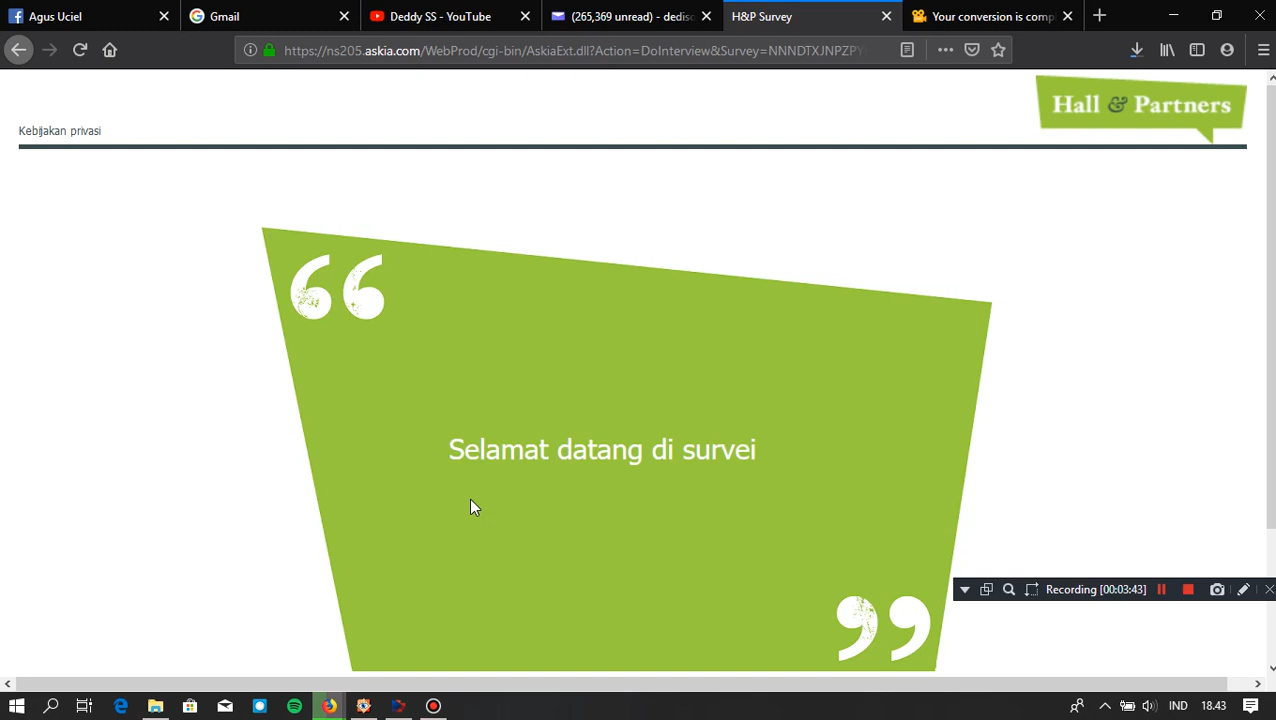 Agus Uciel
Gmail
Deddy SS - YouTube
(265,369 unread) - dedisc
H&P Survey
Your conversion is comp
https://ns205.askia.com/WebProd/cgi-bin/AskiaExt.dll?Action=DoInterview&Survey=NNNDTXJNPZPY
Hall & Partners
Kebijakan privasi
Selamat datang di survei
Recording [00:03:43]
IND
18.43